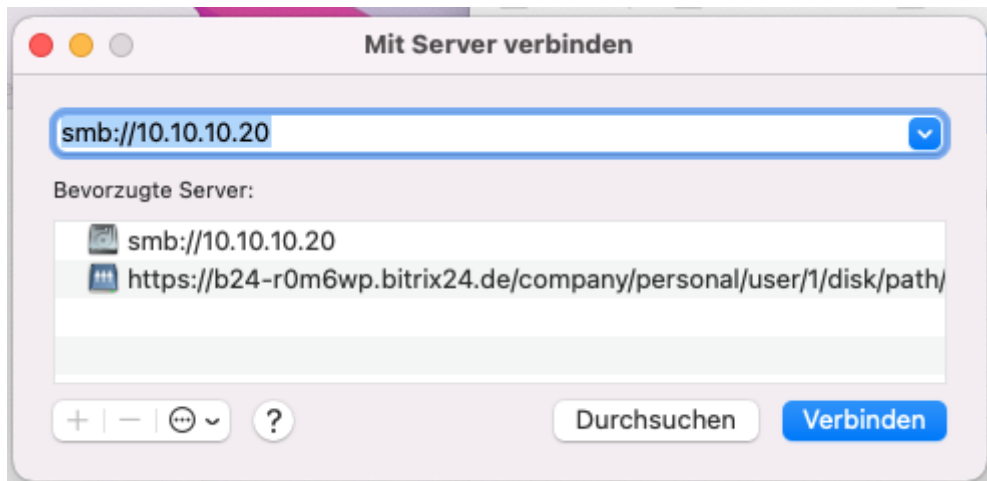 Mit Server verbinden
smb://10.10.10.20
Bevorzugte Server:
smb://10.10.10.20
https://b24-r0m6wp.bitrix24.de/company/personal/user/1/disk/path/
Durchsuchen
Verbinden